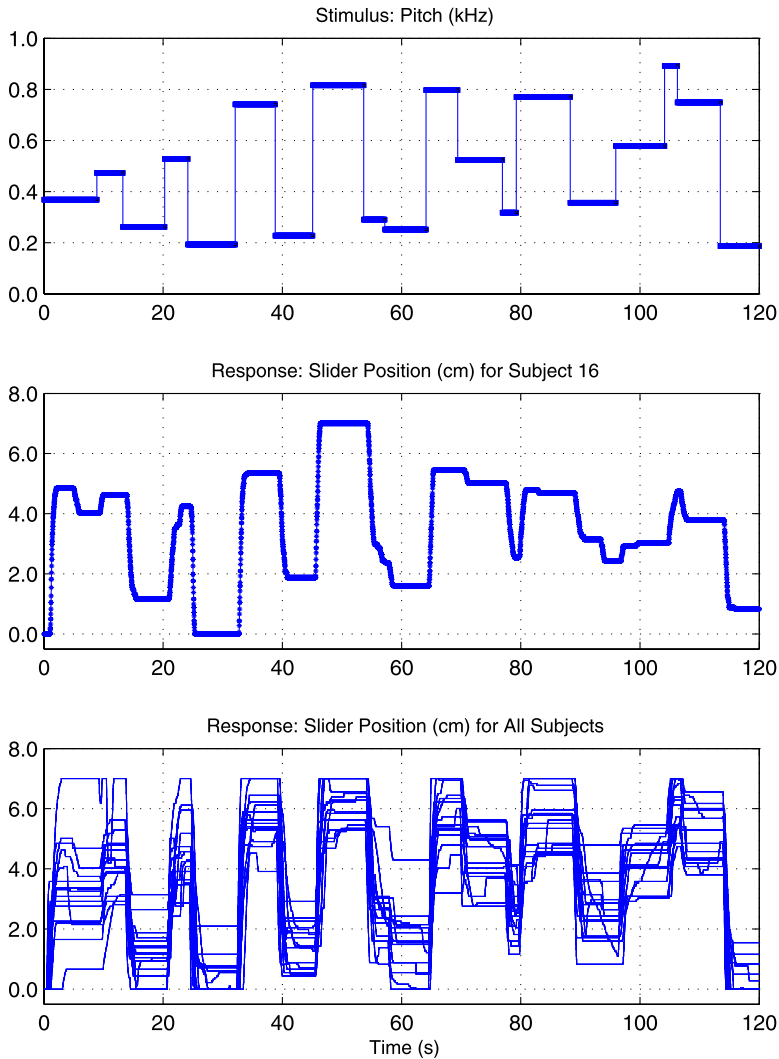 Stimulus: Pitch (kHz)
1.0
0.8
0.6
0.4
0.2
0.0
0 20 40 60 80 100 120
Response: Slider Position (cm) for Subject 16
8.0
6.0
4.0
2.0
0.0
0 20 40 60 80 100 120
Response: Slider Position (cm) for All Subjects
8.0
6.0
4.0
2.0
0.0
0 20 40 60 80 100 120
Time (s)